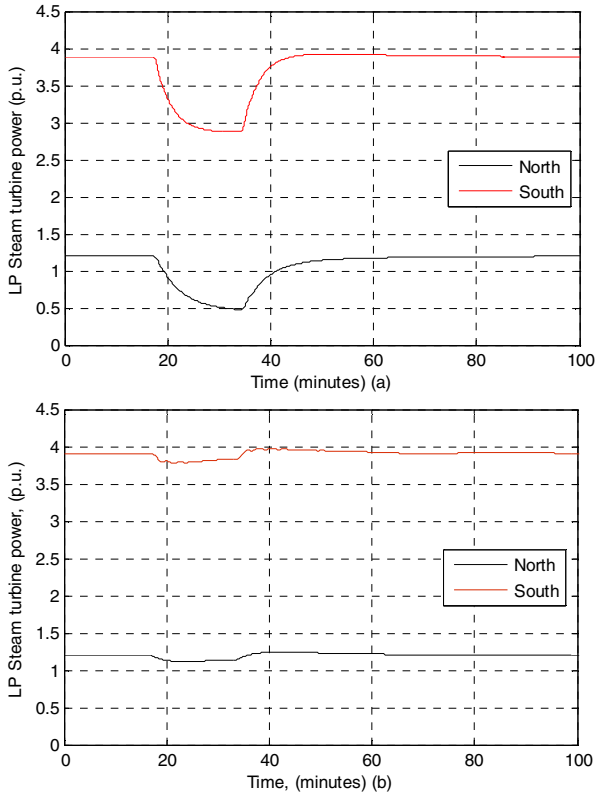 4.5
4
3.5
3
2.5
2
1.5
1
0.5
0
LP Steam turbine power (p.u.)
North
South
0 20 40 60 80 100
Time (minutes) (a)
4.5
4
3.5
3
2.5
2
1.5
1
0.5
0
LP Steam turbine power, (p.u.)
North
South
0 20 40 60 80 100
Time, (minutes) (b)